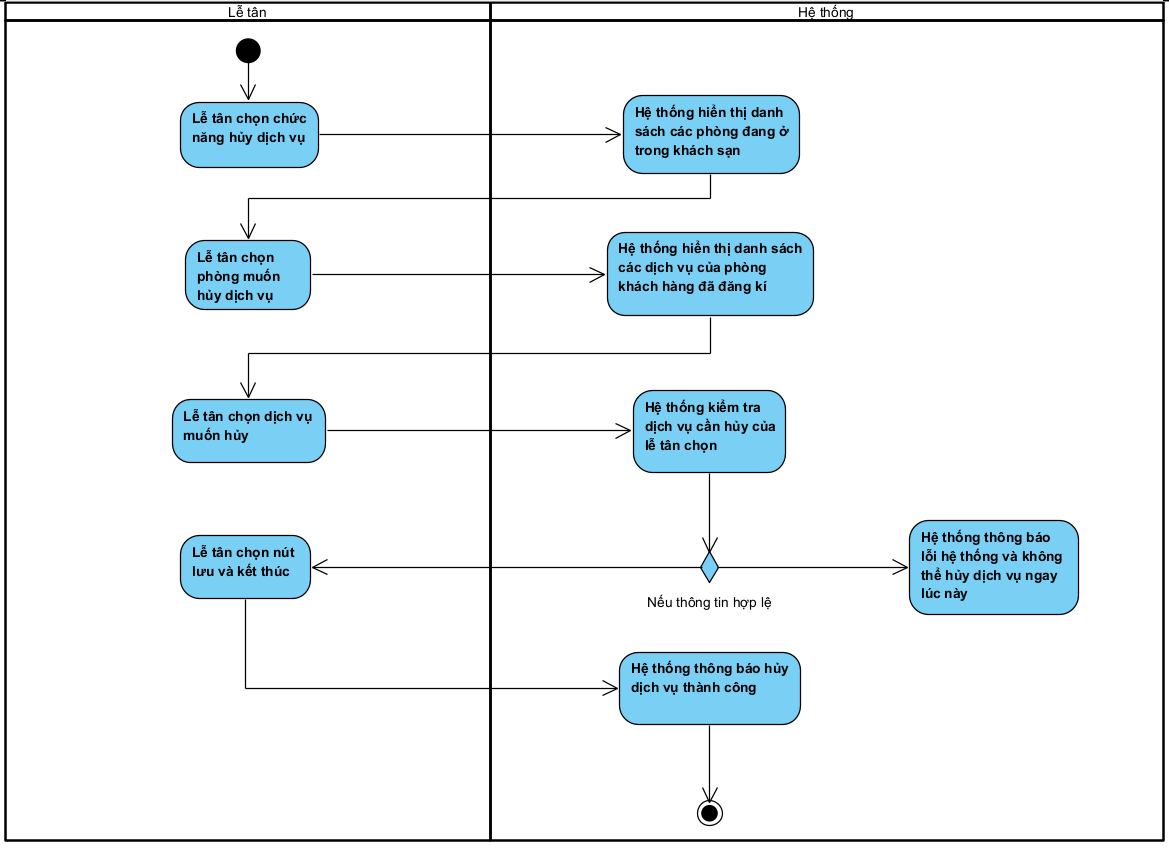 Lễ tân
Hệ thống
Lễ tân chọn chức
năng hủy dịch vụ
Hệ thống hiển thị danh
sách các phòng đang ở
trong khách sạn
Lễ tân chọn
phòng muốn
hủy dịch vụ
Hệ thống hiển thị danh sách
các dịch vụ của phòng
khách hàng đã đăng kí
Lễ tân chọn dịch vụ
muốn hủy
Hệ thống kiểm tra
dịch vụ cần hủy của
lễ tân chọn
Lễ tân chọn nút
lưu và kết thúc
Hệ thống thông báo
lỗi hệ thống và không
thể hủy dịch vụ ngay
lúc này
Nếu thông tin hợp lệ
Hệ thống thông báo hủy
dịch vụ thành công